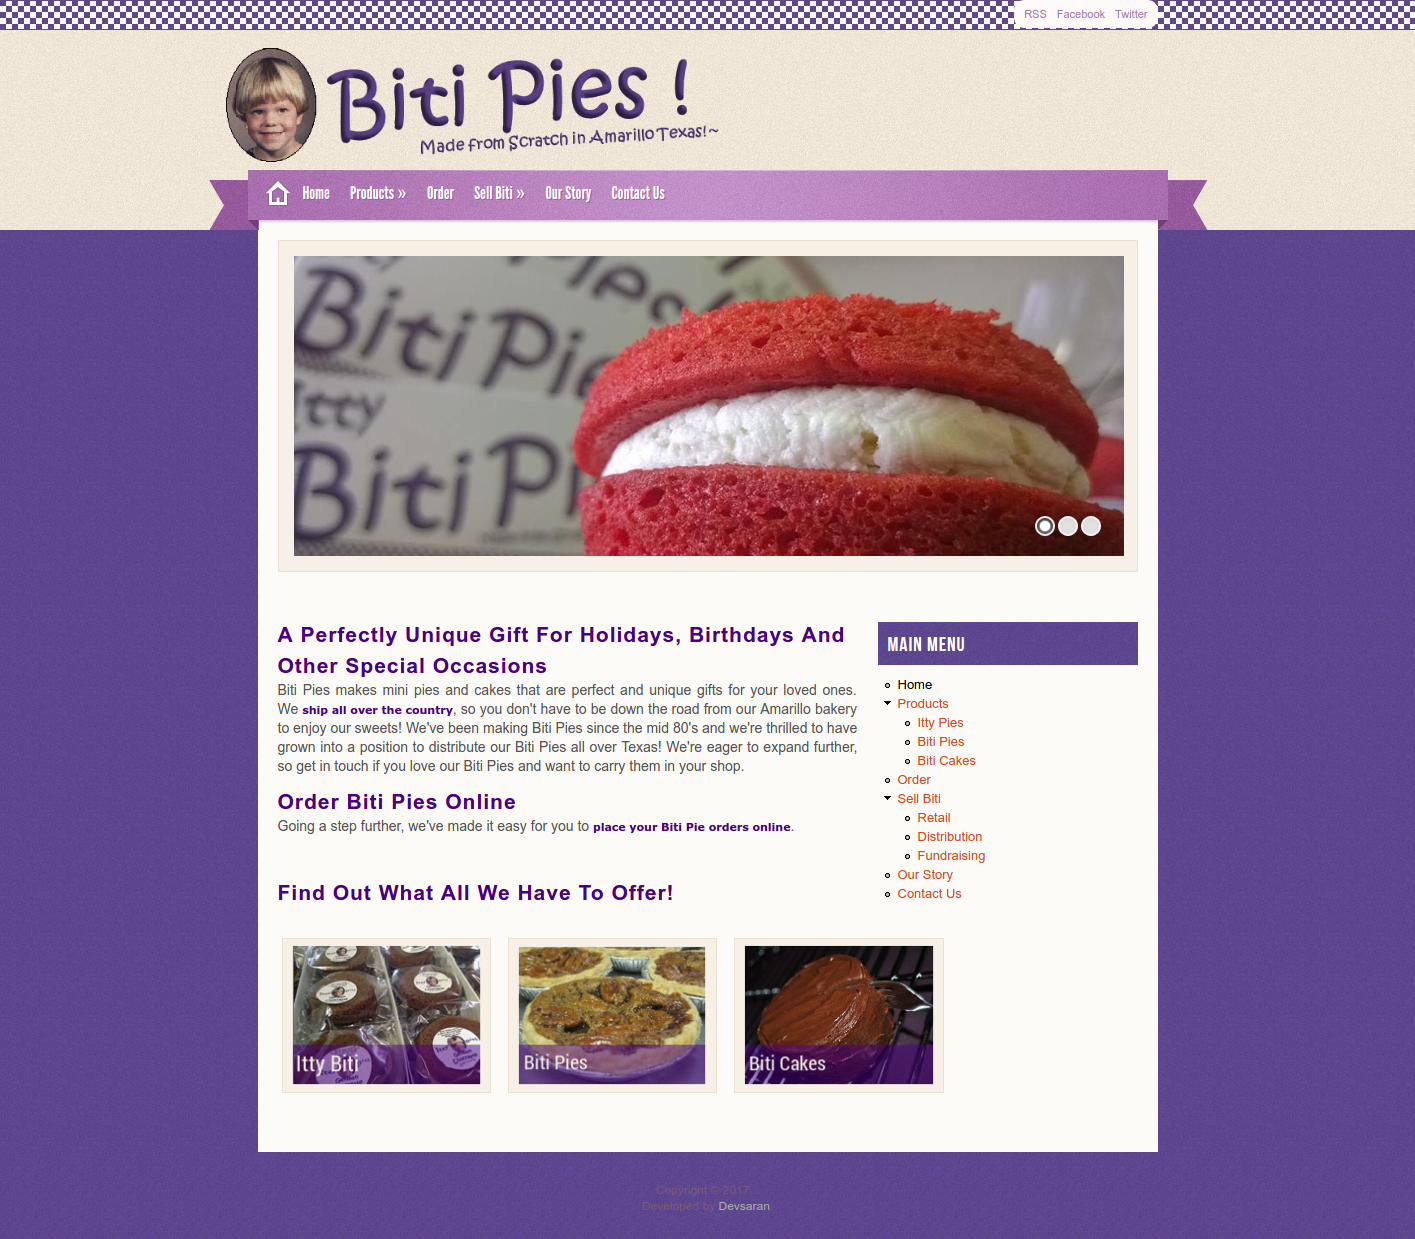 RSS Facebook Twitter
Biti Pies !
Made from Scratch in Amarillo Texas!~
Home Products » Order Sell Biti » Our Story Contact Us
Biti Pies
Itty
Biti Pi
A Perfectly Unique Gift For Holidays, Birthdays And
Other Special Occasions
Biti Pies makes mini pies and cakes that are perfect and unique gifts for your loved ones.
We ship all over the country, so you don't have to be down the road from our Amarillo bakery
to enjoy our sweets! We've been making Biti Pies since the mid 80's and we're thrilled to have
grown into a position to distribute our Biti Pies all over Texas! We're eager to expand further,
so get in touch if you love our Biti Pies and want to carry them in your shop.
Order Biti Pies Online
Going a step further, we've made it easy for you to place your Biti Pie orders online.
Find Out What All We Have To Offer!
Itty Biti
Biti Pies
Biti Cakes
MAIN MENU
Home
Products
Itty Pies
Biti Pies
Biti Cakes
Order
Sell Biti
Retail
Distribution
Fundraising
Our Story
Contact Us
Copyright © 2017.
Developed by Devsaran